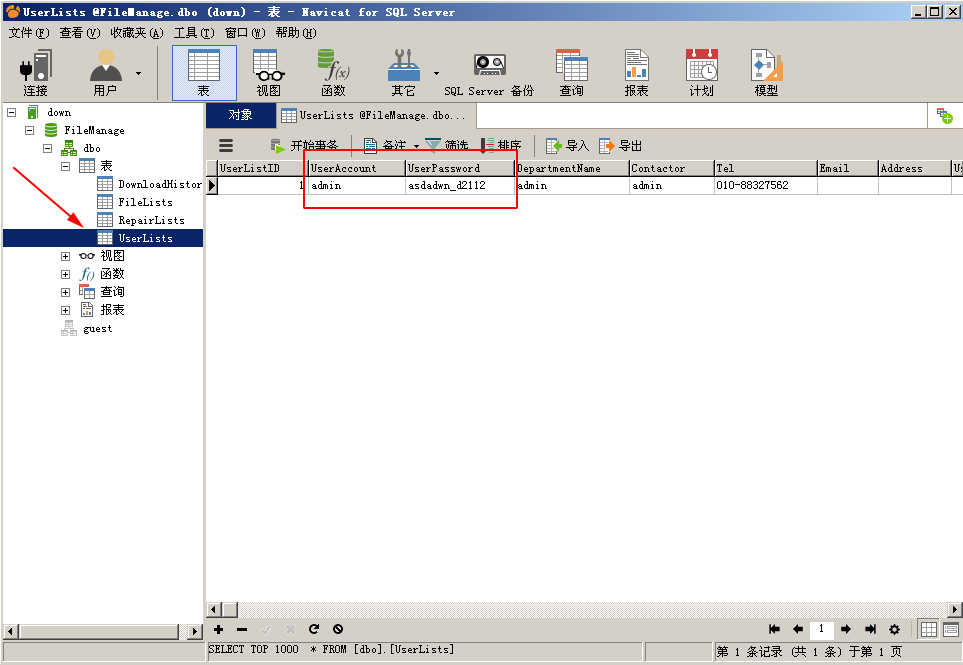 UserLists @FileManage.dbo (down) - 表 - Navicat for SQL Server
文件(F) 查看(V) 收藏夹(A) 工具(T) 窗口(W) 帮助(H)
连接 用户 表 视图 函数 其它 SQL Server 备份 查询 报表 计划 模型
对象 UserLists @FileManage.dbo...
开始事务 备注 筛选 排序 导入 导出
UserListID UserAccount UserPassword DepartmentName Contactor Tel Email Address Us
1 admin asdadwn_d2112 admin admin 010-88327562
down
FileManage
dbo
表
DownloadHistor
FileLists
RepairLists
UserLists
视图
函数
查询
报表
guest
1
SELECT TOP 1000 * FROM [dbo].[UserLists]
第 1 条记录 (共 1 条) 于第 1 页